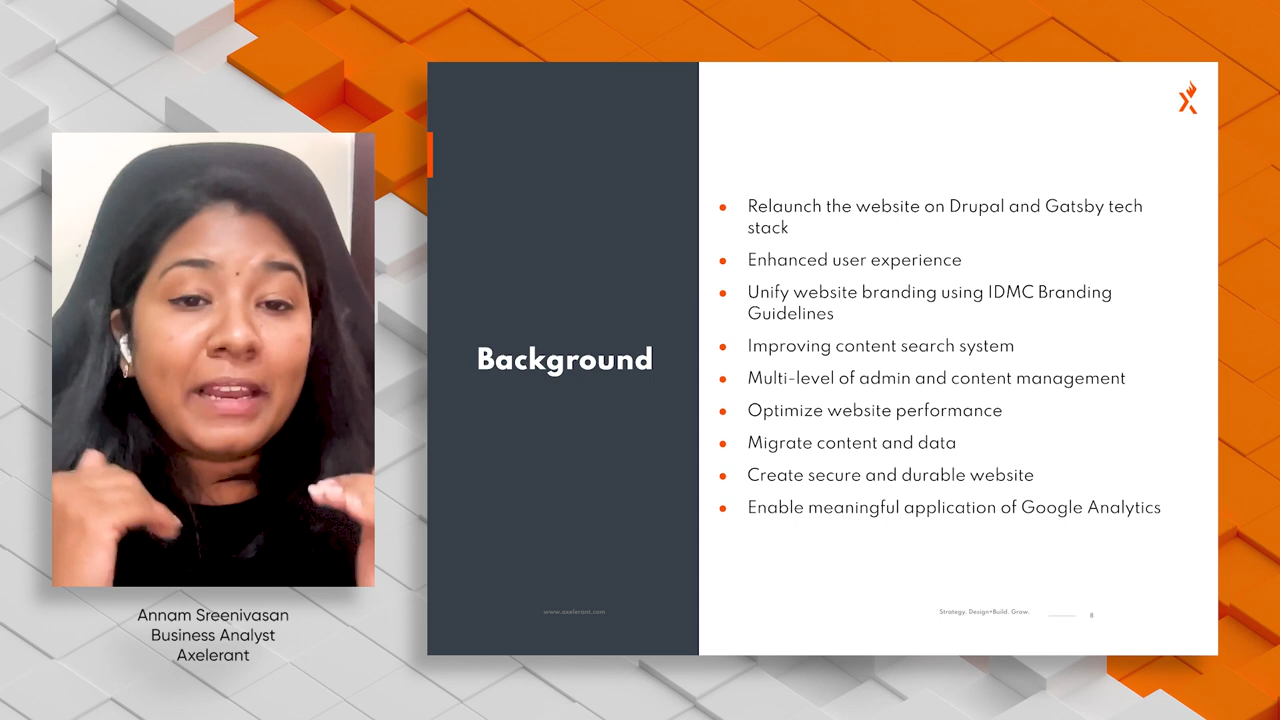 Background
Relaunch the website on Drupal and Gatsby tech
stack
Enhanced user experience
Unify website branding using IDMC Branding
Guidelines
Improving content search system
Multi-level of admin and content management
Optimize website performance
Migrate content and data
Create secure and durable website
Enable meaningful application of Google Analytics
www.axelerant.com
Strategy. Design+Build. Grow.
8
Annam Sreenivasan
Business Analyst
Axelerant